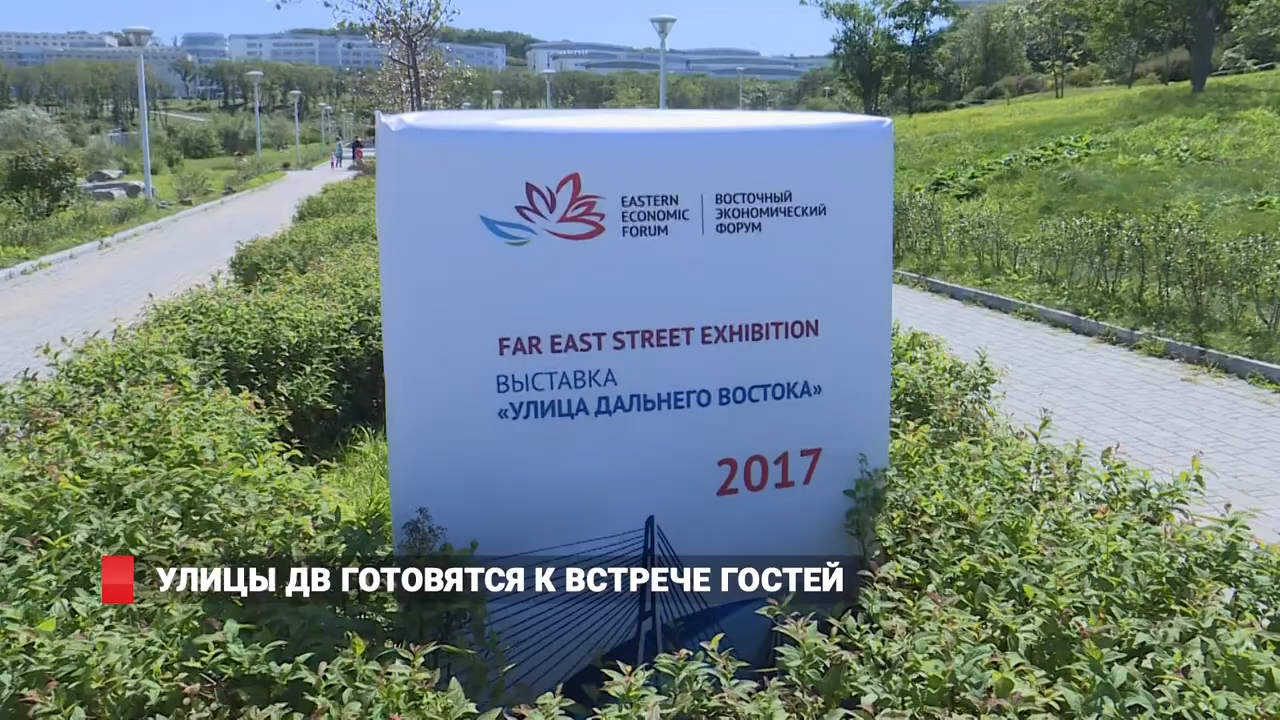 EASTERN
ECONOMIC
FORUM
ВОСТОЧНЫЙ
ЭКОНОМИЧЕСКИЙ
ФОРУМ
FAR EAST STREET EXHIBITION
ВЫСТАВКА
«УЛИЦА ДАЛЬНЕГО ВОСТОКА»
2017
УЛИЦЫ ДВ ГОТОВЯТСЯ К ВСТРЕЧЕ ГОСТЕЙ